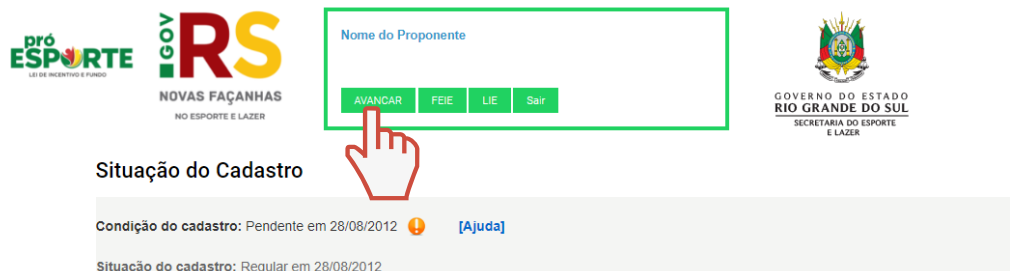 pró
ESPORTE
LEI DE INCENTIVO E FUNDO
GOV
RS
NOVAS FAÇANHAS
NO ESPORTE E LAZER
Nome do Proponente
AVANCAR FEIE LIE Sair
GOVERNO DO ESTADO
RIO GRANDE DO SUL
SECRETARIA DO ESPORTE
E LAZER
Situação do Cadastro
Condição do cadastro: Pendente em 28/08/2012 [Ajuda]
Situação do cadastro: Regular em 28/08/2012